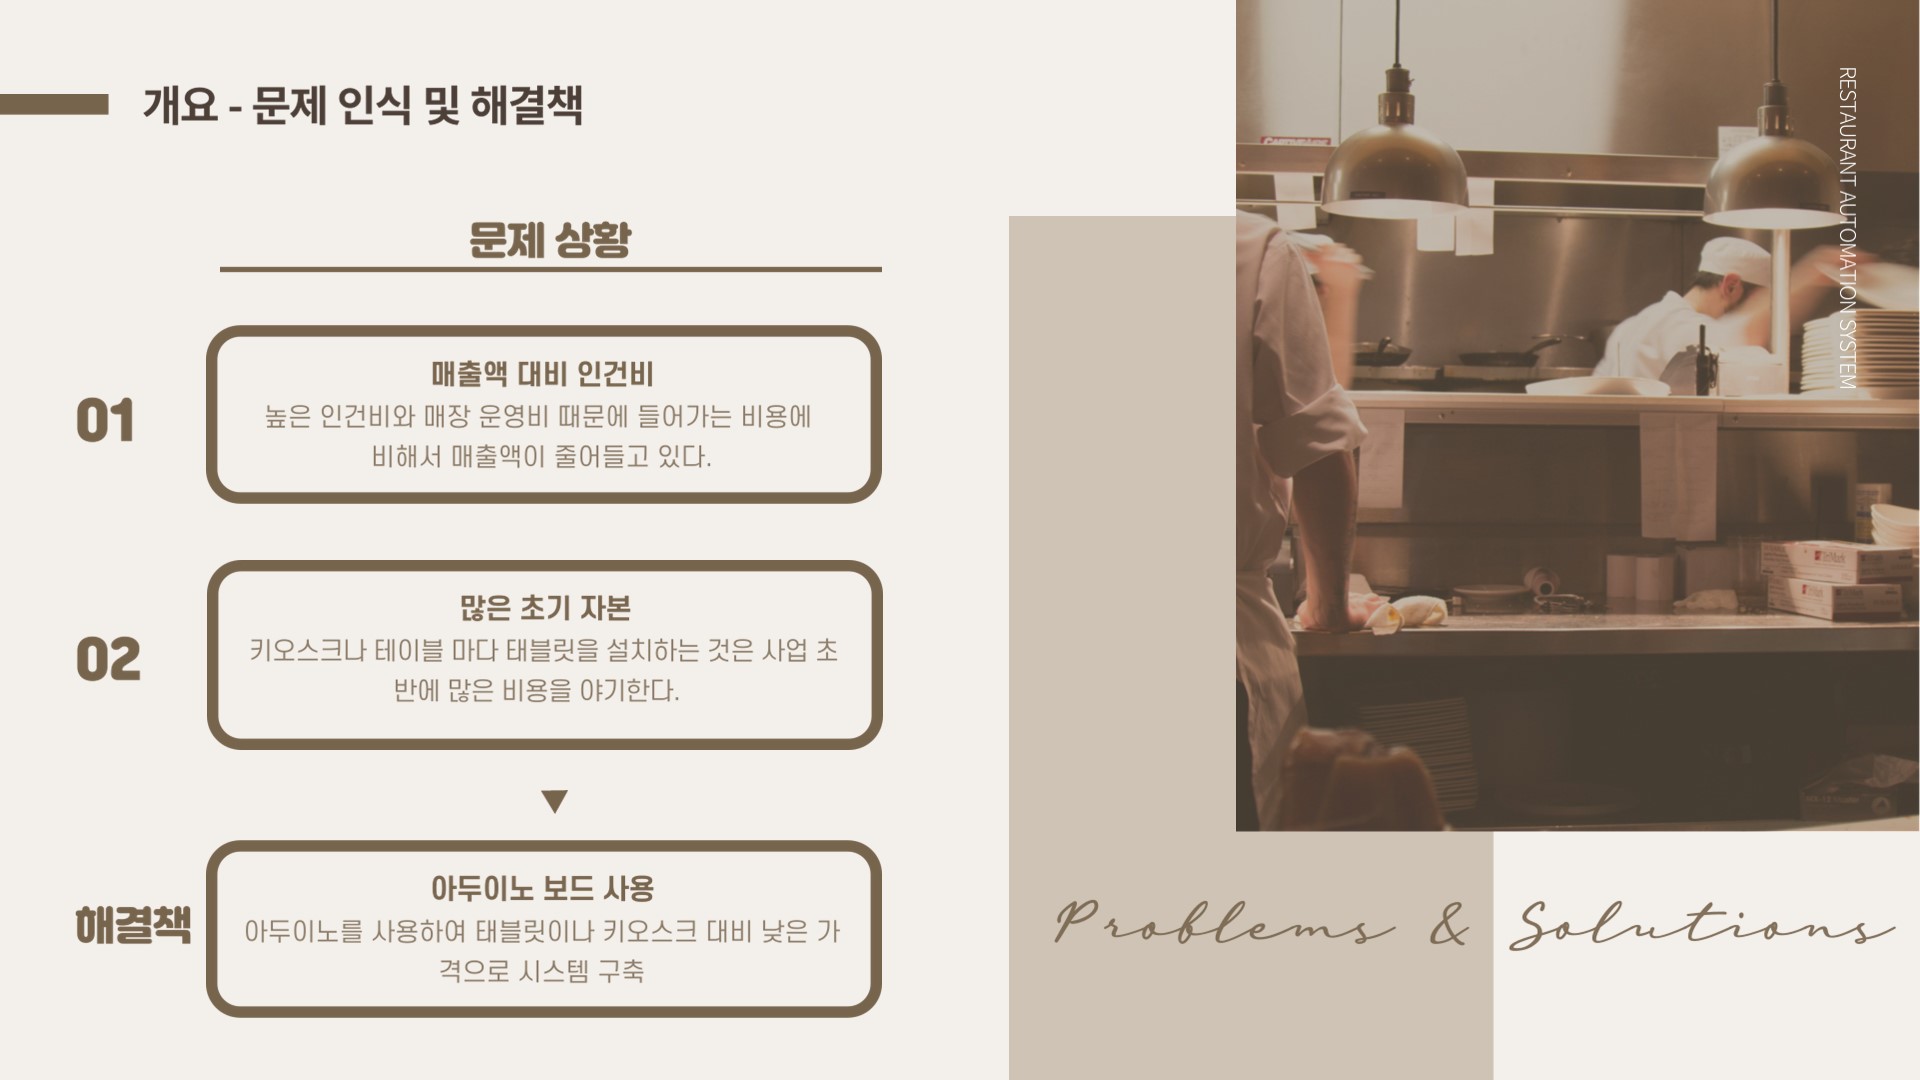 개요 - 문제 인식 및 해결책
문제 상황
01
매출액 대비 인건비
높은 인건비와 매장 운영비 때문에 들어가는 비용에
비해서 매출액이 줄어들고 있다.
02
많은 초기 자본
키오스크나 테이블 마다 태블릿을 설치하는 것은 사업 초
반에 많은 비용을 야기한다.
▼
해결책
아두이노 보드 사용
아두이노를 사용하여 태블릿이나 키오스크 대비 낮은 가
격으로 시스템 구축
RESTAURANT AUTOMATION SYSTEM
Problems & Solutions